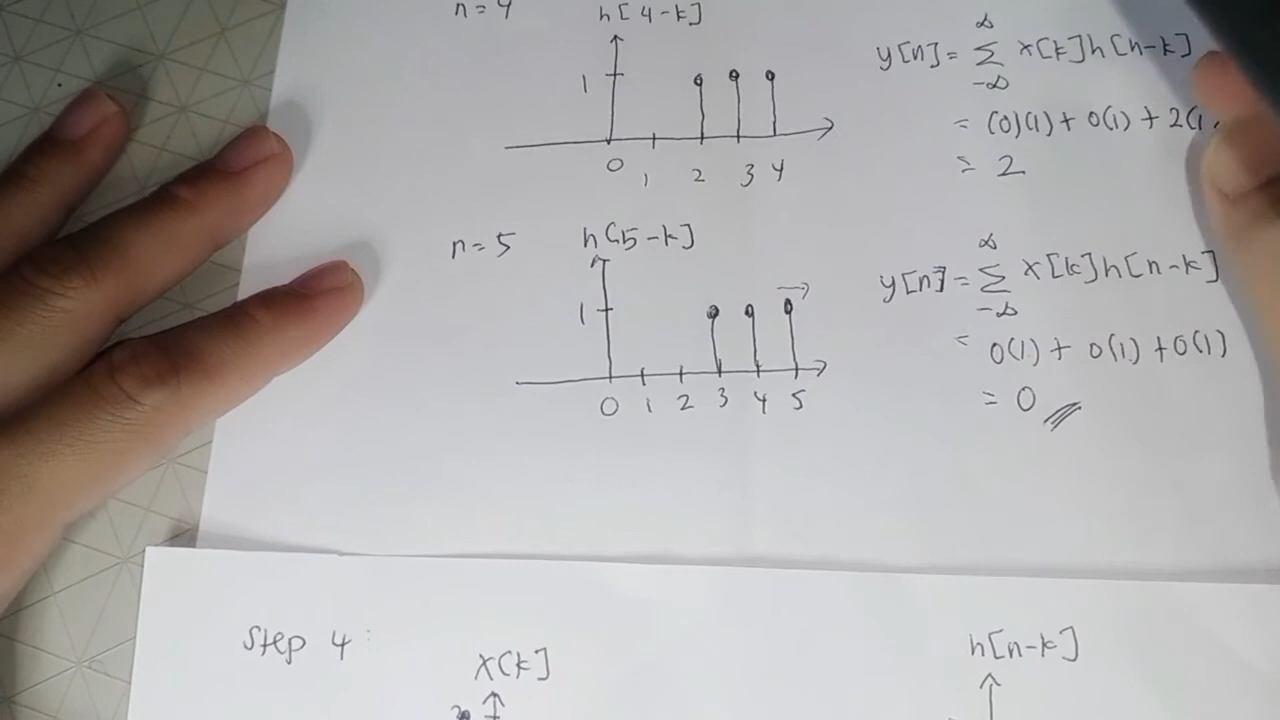 n=4 h[4-k]
1
0 1 2 3 4
y[n]= ∞ Σ -∞ x[k]h[n-k]
= (0)(1)+ 0(1) + 2(1
= 2
n=5 h[5-k]
1
0 1 2 3 4 5
y[n]= ∞ Σ -∞ x[k]h[n-k]
= 0(1)+ 0(1)+0(1)
= 0
Step 4:
x[k] h[n-k]